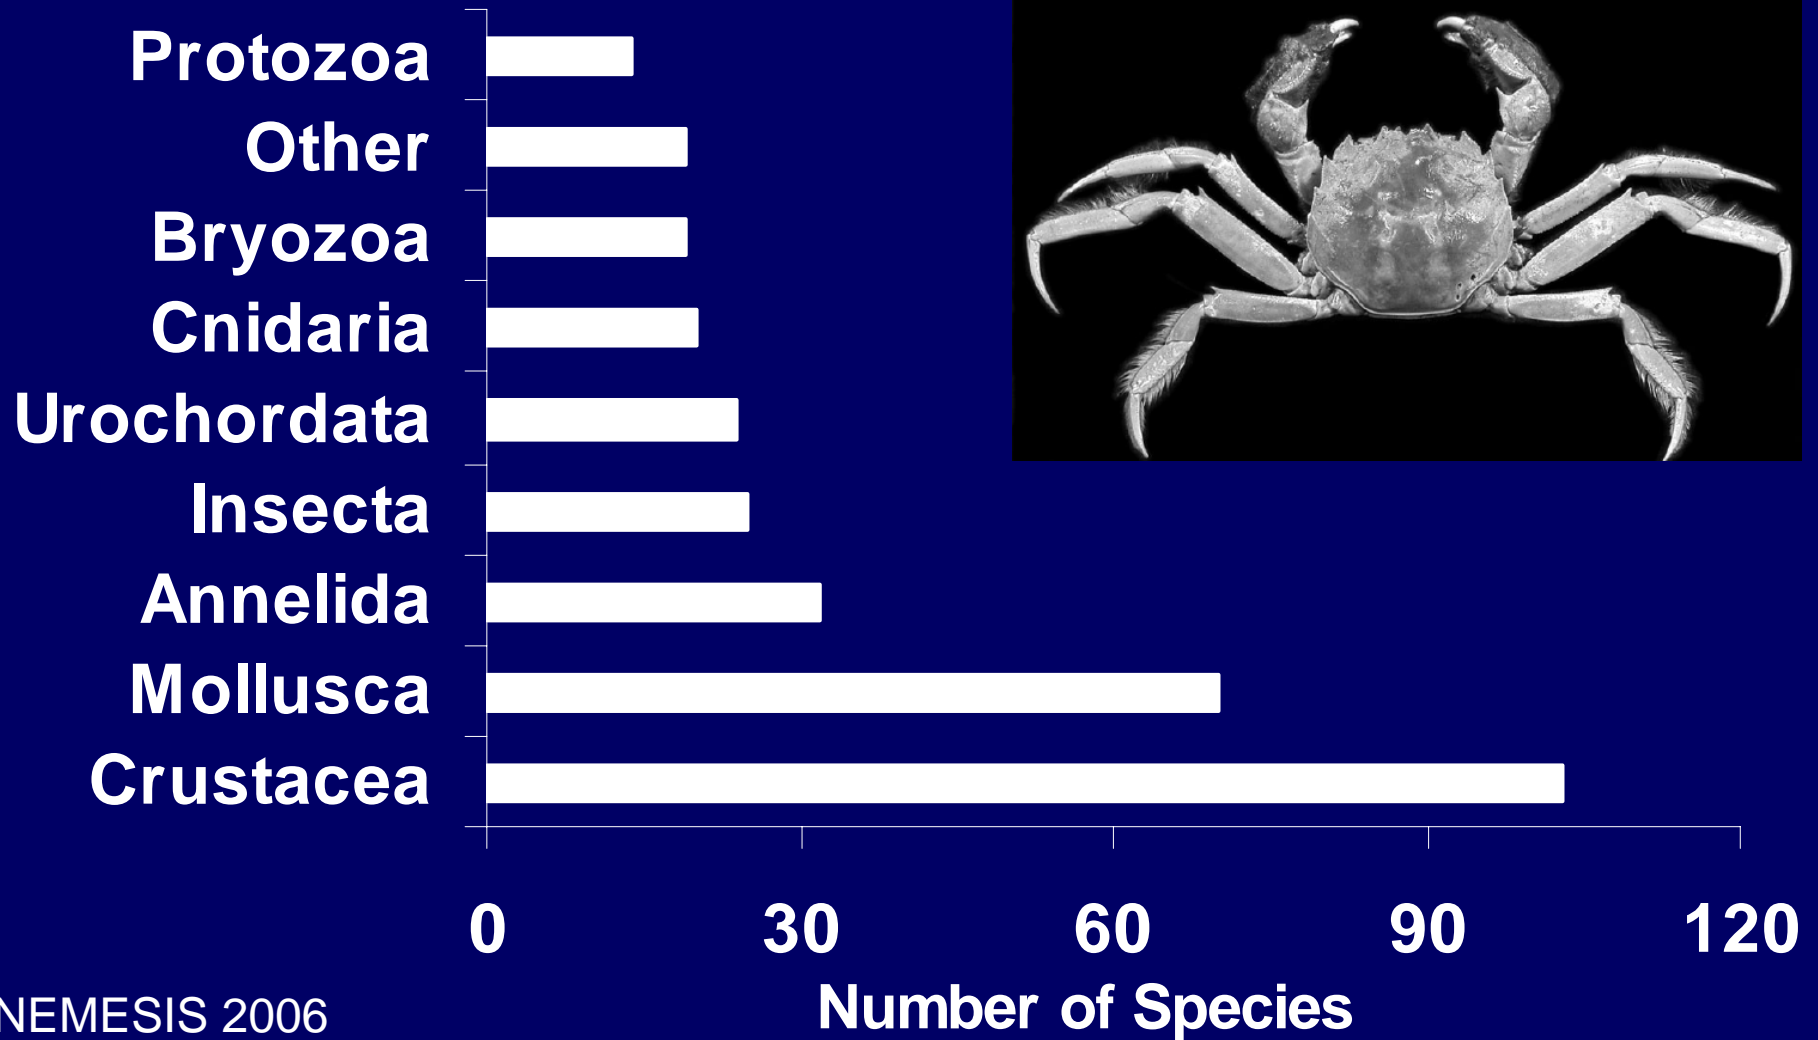 Protozoa
Other
Bryozoa
Cnidaria
Urochordata
Insecta
Annelida
Mollusca
Crustacea
0 30 60 90 120
Number of Species
NEMESIS 2006